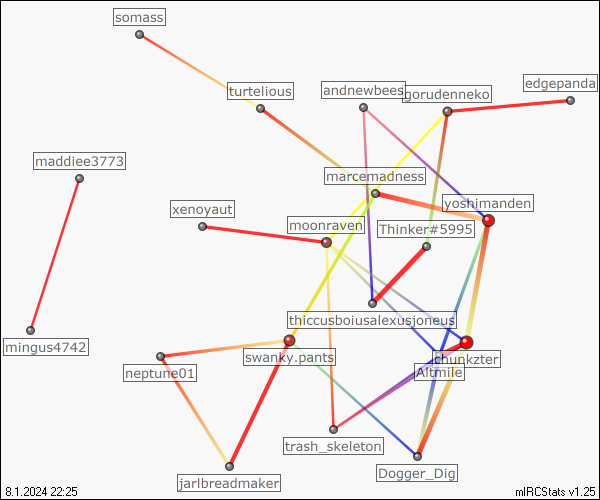 somass
edgepanda
turtelious
andnewbees
gorudenneko
maddiee3773
marcemadness
xenoyaut
yoshimanden
moonraven
Thinker#5995
thiccusboiusalexusjoneus
mingus4742
swanky.pants
chunkzter
neptune01
Altmile
trash_skeleton
Dogger_Dig
jarlbreadmaker
8.1.2024 22:25
mIRCStats v1.25